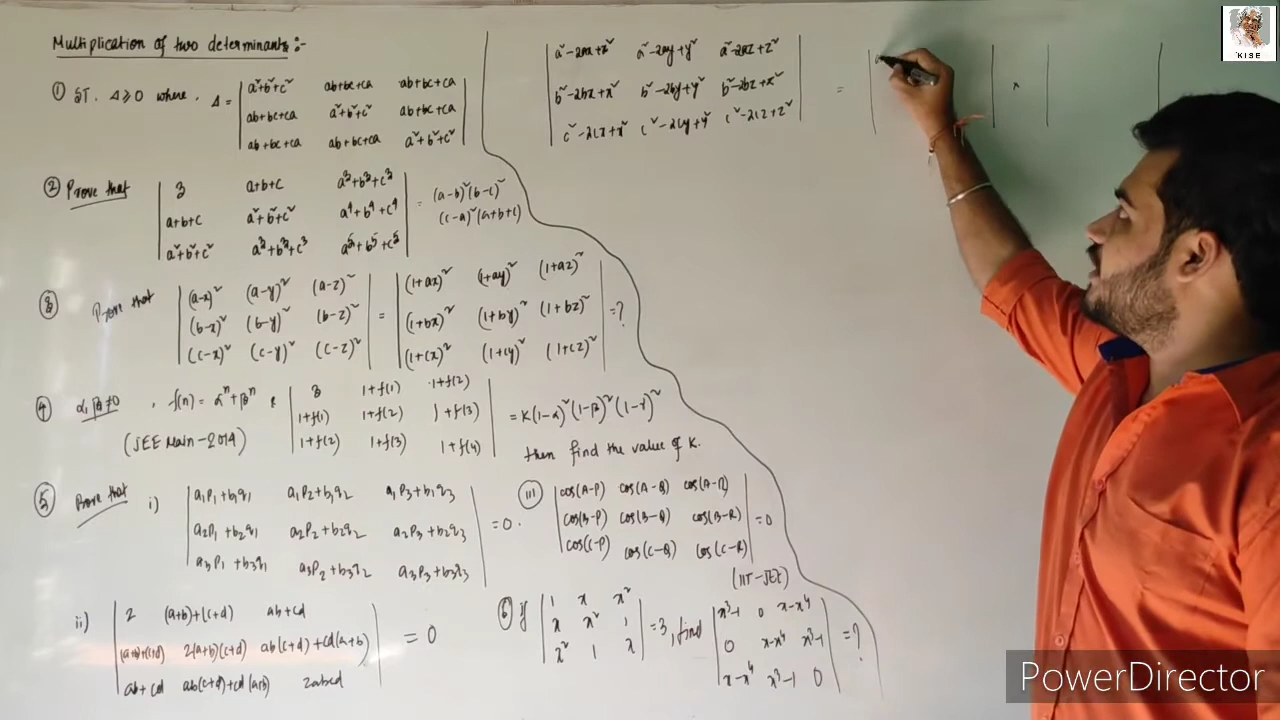 Multiplication of two determinants:-
① ST. Δ≥0 where, Δ = | a²+b²+c² ab+bc+ca ab+bc+ca |
| ab+bc+ca a²+b²+c² ab+bc+ca |
| ab+bc+ca ab+bc+ca a²+b²+c² |
② Prove that | 3 a+b+c a³+b³+c³ | = (a-b)²(b-c)²
| a+b+c a²+b²+c² a⁴+b⁴+c⁴ | (c-a)²(a+b+c)
| a²+b²+c² a³+b³+c³ a⁵+b⁵+c⁵ |
③ Prove that | (a-x)² (a-y)² (a-z)² | = | (1+ax)² (1+ay)² (1+az)² | = ?
| (b-x)² (b-y)² (b-z)² | | (1+bx)² (1+by)² (1+bz)² |
| (c-x)² (c-y)² (c-z)² | | (1+cx)² (1+cy)² (1+cz)² |
④ α, β≠0, f(n) = αⁿ+βⁿ & | 3 1+f(1) 1+f(2) | = K(1-α)²(1-β)²(1-γ)²
(JEE Main-2014) | 1+f(1) 1+f(2) 1+f(3) | then find the value of K.
| 1+f(2) 1+f(3) 1+f(4) |
⑤ Prove that i) | a₁p₁+b₁q₁ a₁p₂+b₁q₂ a₁p₃+b₁q₃ | = 0.
| a₂p₁+b₂q₁ a₂p₂+b₂q₂ a₂p₃+b₂q₃ |
| a₃p₁+b₃q₁ a₃p₂+b₃q₂ a₃p₃+b₃q₃ |
iii | cos(A-P) cos(A-Q) cos(A-R) | = 0
| cos(B-P) cos(B-Q) cos(B-R) |
| cos(C-P) cos(C-Q) cos(C-R) |
(IIT-JEE)
ii) | 2 (a+b)+(c+d) ab+cd | = 0
| (a+b)+(c+d) 2(a+b)(c+d) ab(c+d)+cd(a+b) |
| ab+cd ab(c+d)+cd(a+b) 2abcd |
⑥ If | 1 x x² | = 3, find | x³-1 0 x-x⁴ | = ?
| x x² 1 | | 0 x-x⁴ x³-1 |
| x² 1 x | | x-x⁴ x³-1 0 |
| a²-2ax+x² a²-2ay+y² a²-2az+z² | = | | × | |
| b²-2bx+x² b²-2by+y² b²-2bz+z² |
| c²-2cx+x² c²-2cy+y² c²-2cz+z² |
KISE
PowerDirector